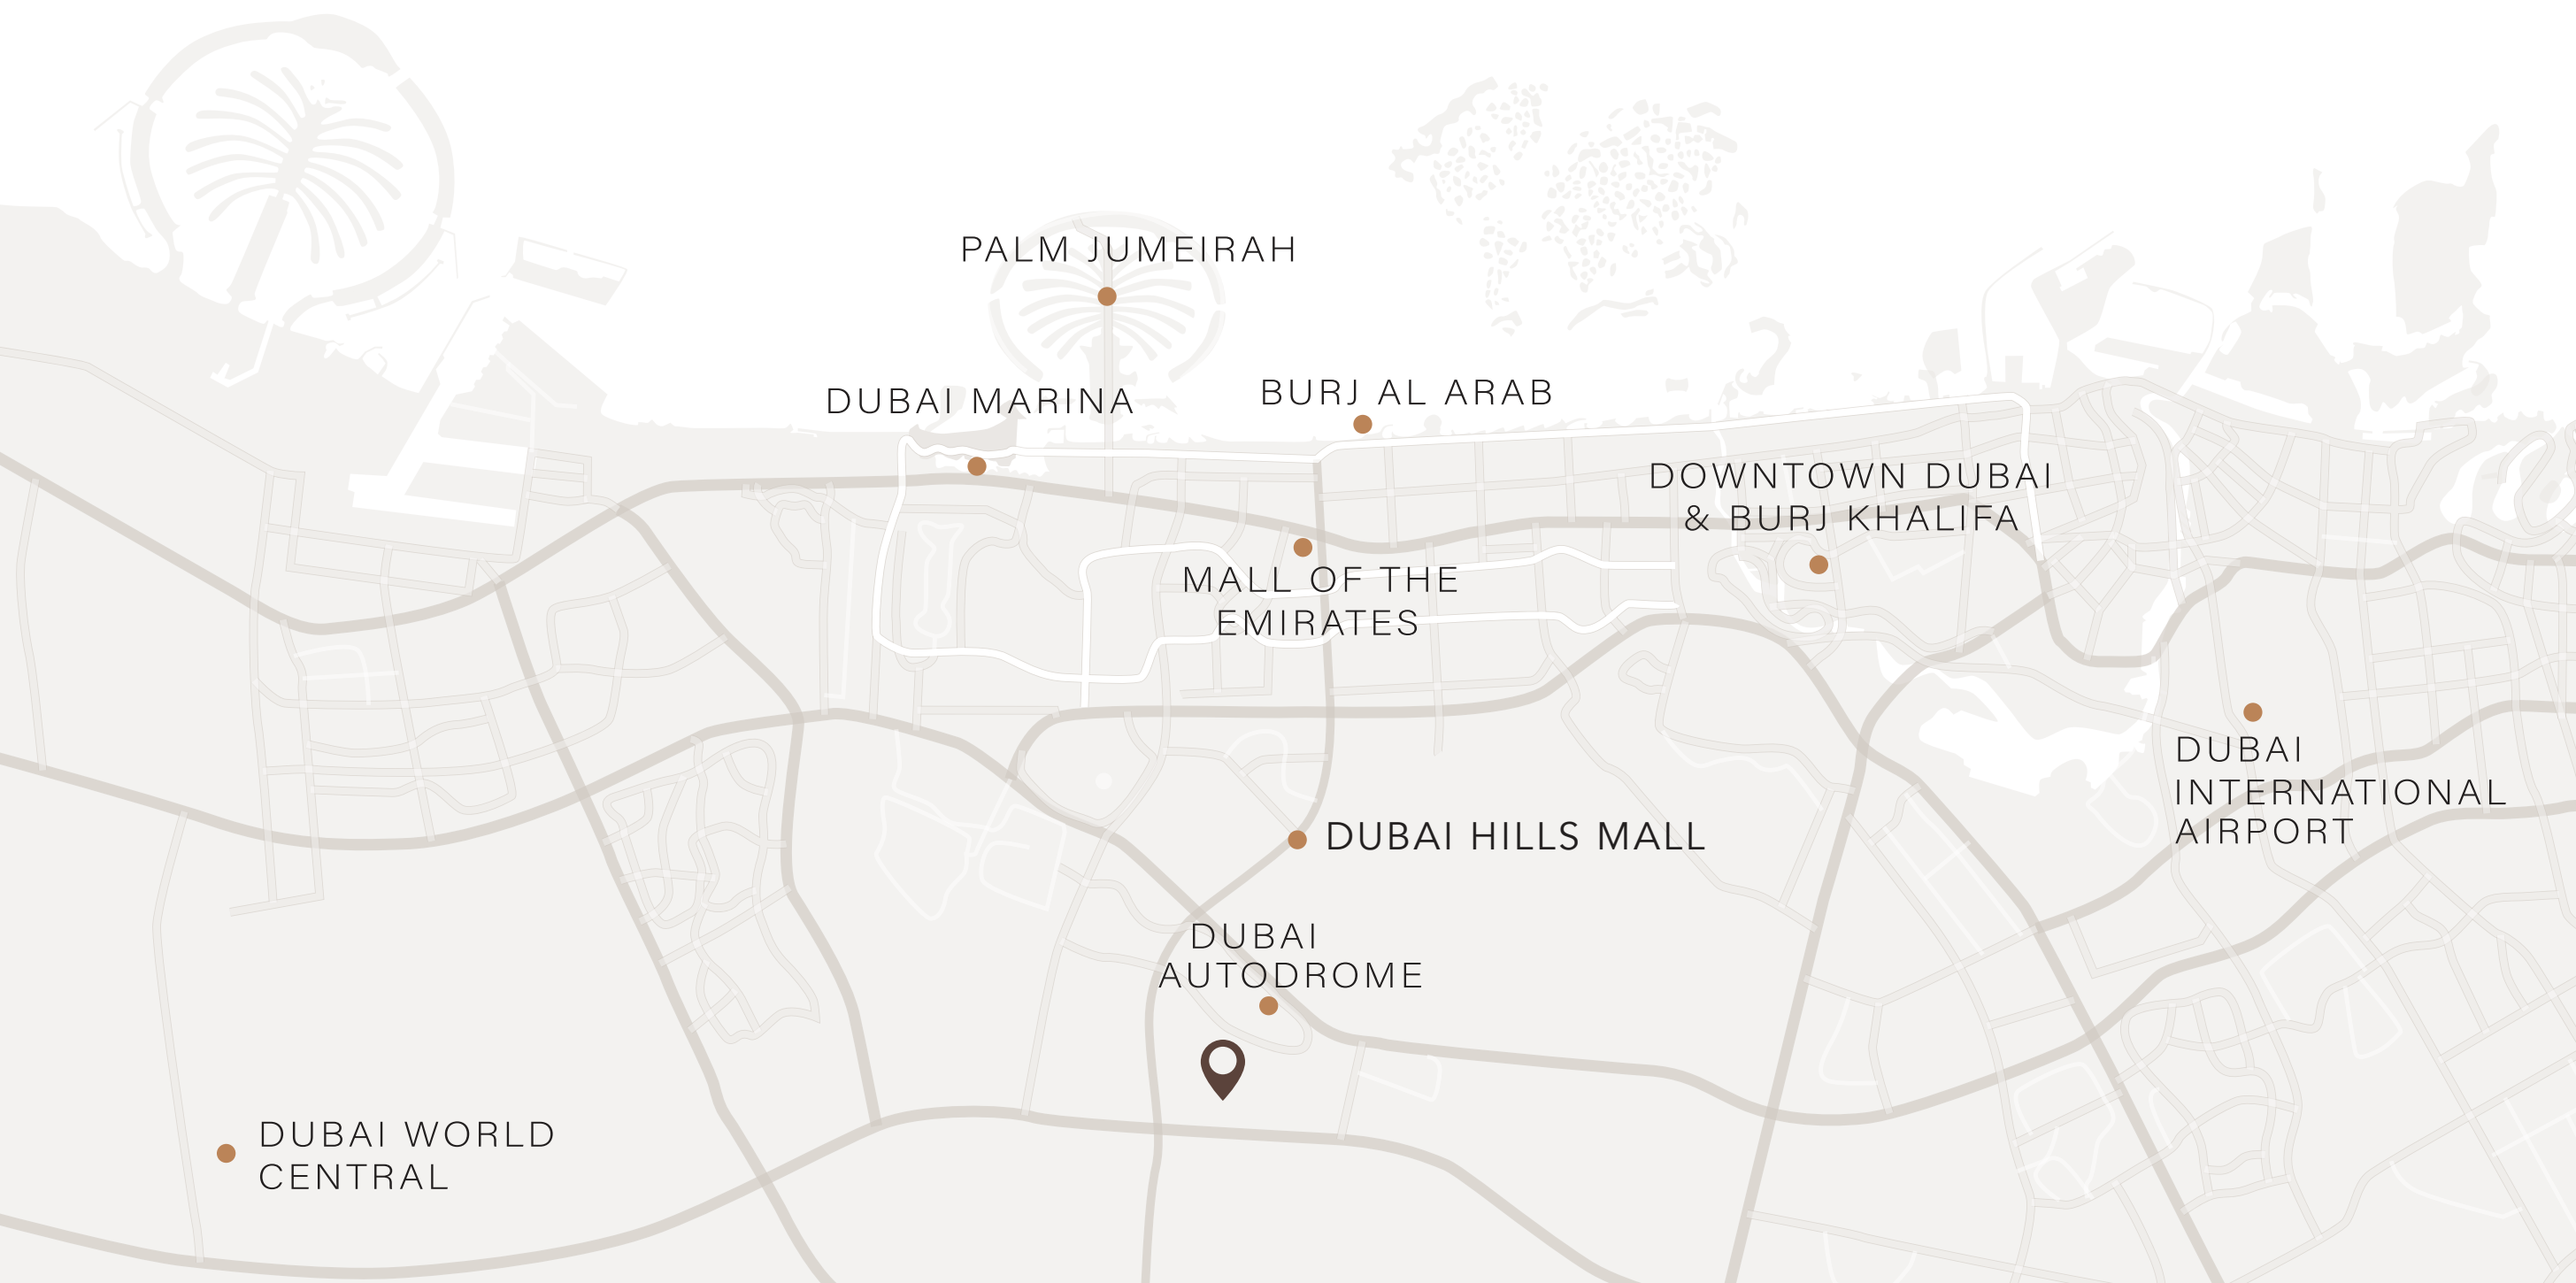 PALM JUMEIRAH
DUBAI MARINA
BURJ AL ARAB
DOWNTOWN DUBAI
& BURJ KHALIFA
MALL OF THE
EMIRATES
DUBAI
INTERNATIONAL
AIRPORT
DUBAI HILLS MALL
DUBAI
AUTODROME
DUBAI WORLD
CENTRAL